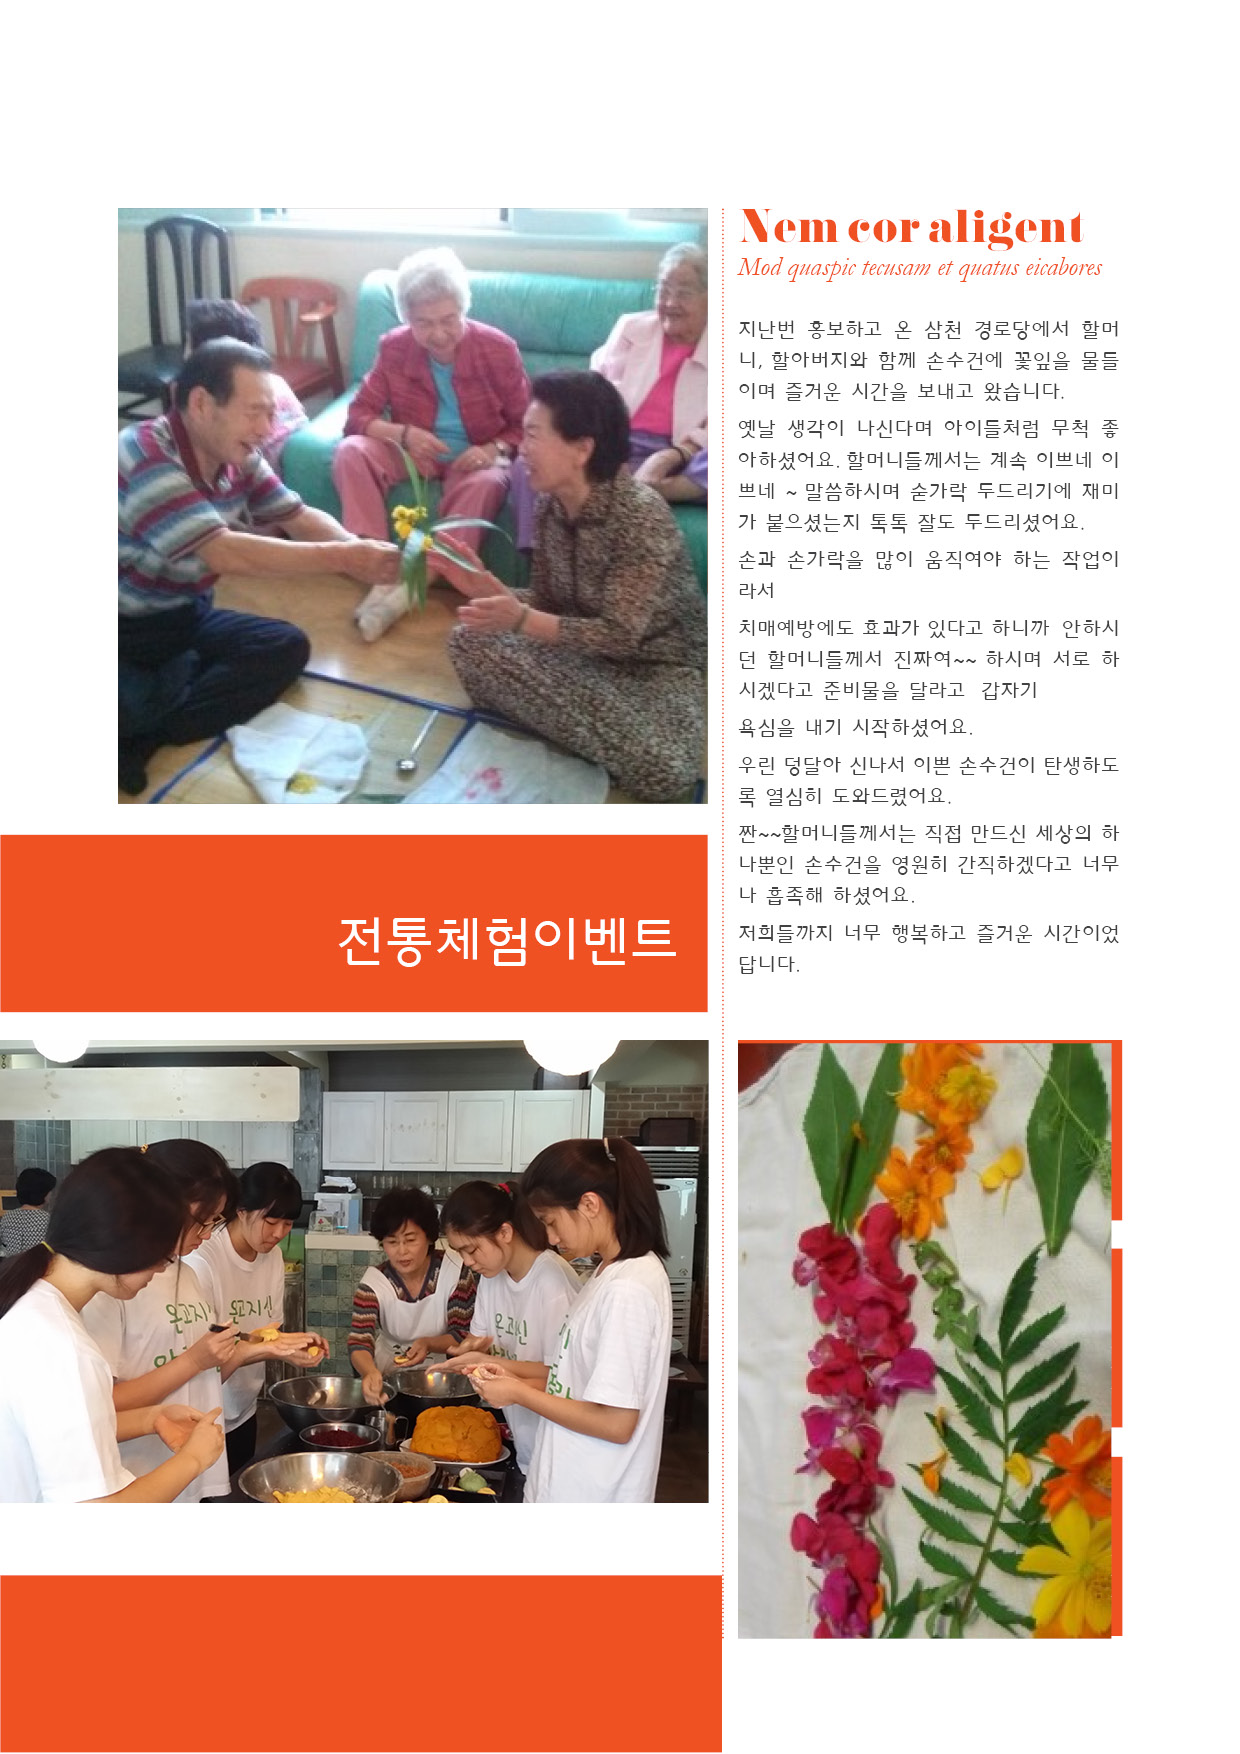 Nem cor aligent
Mod quaspic tecusam et quatus eicabores
지난번 홍보하고 온 삼천 경로당에서 할머
니, 할아버지와 함께 손수건에 꽃잎을 물들
이며 즐거운 시간을 보내고 왔습니다.
옛날 생각이 나신다며 아이들처럼 무척 좋
아하셨어요. 할머니들께서는 계속 이쁘네 이
쁘네 ~ 말씀하시며 숟가락 두드리기에 재미
가 붙으셨는지 톡톡 잘도 두드리셨어요.
손과 손가락을 많이 움직여야 하는 작업이
라서
치매예방에도 효과가 있다고 하니까 안하시
던 할머니들께서 진짜여~~ 하시며 서로 하
시겠다고 준비물을 달라고 갑자기
욕심을 내기 시작하셨어요.
우린 덩달아 신나서 이쁜 손수건이 탄생하도
록 열심히 도와드렸어요.
짠~~할머니들께서는 직접 만드신 세상의 하
나뿐인 손수건을 영원히 간직하겠다고 너무
나 흡족해 하셨어요.
저희들까지 너무 행복하고 즐거운 시간이었
답니다.
전통체험이벤트
온고지신
온고지신
온고지신